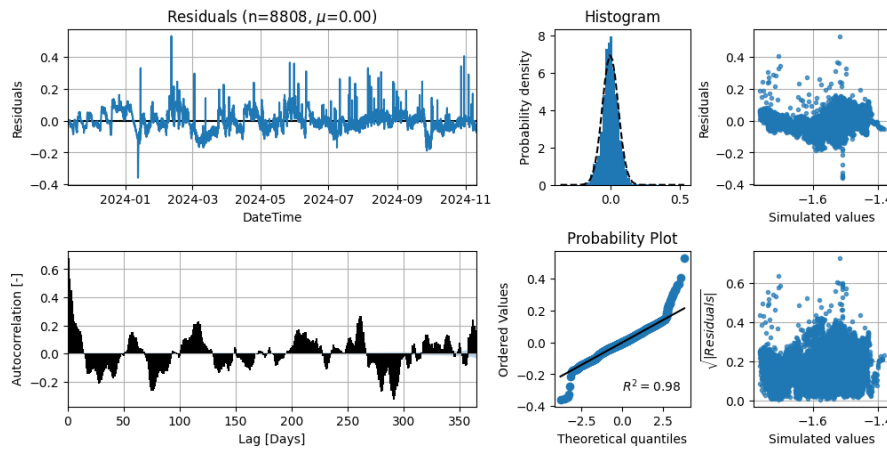 Residuals (n=8808, μ=0.00)
Residuals
0.4
0.2
0.0
−0.2
−0.4
2024-01 2024-03 2024-05 2024-07 2024-09 2024-11
DateTime
Histogram
Probability density
8
6
4
2
0
0.0 0.5
Residuals
0.4
0.2
0.0
−0.2
−0.4
−1.6 −1.4
Simulated values
Autocorrelation [-]
0.6
0.4
0.2
0.0
−0.2
0 50 100 150 200 250 300 350
Lag [Days]
Probability Plot
Ordered Values
0.4
0.2
0.0
−0.2
−0.4
R² = 0.98
−2.5 0.0 2.5
Theoretical quantiles
√|Residuals|
0.6
0.4
0.2
0.0
−1.6 −1.4
Simulated values